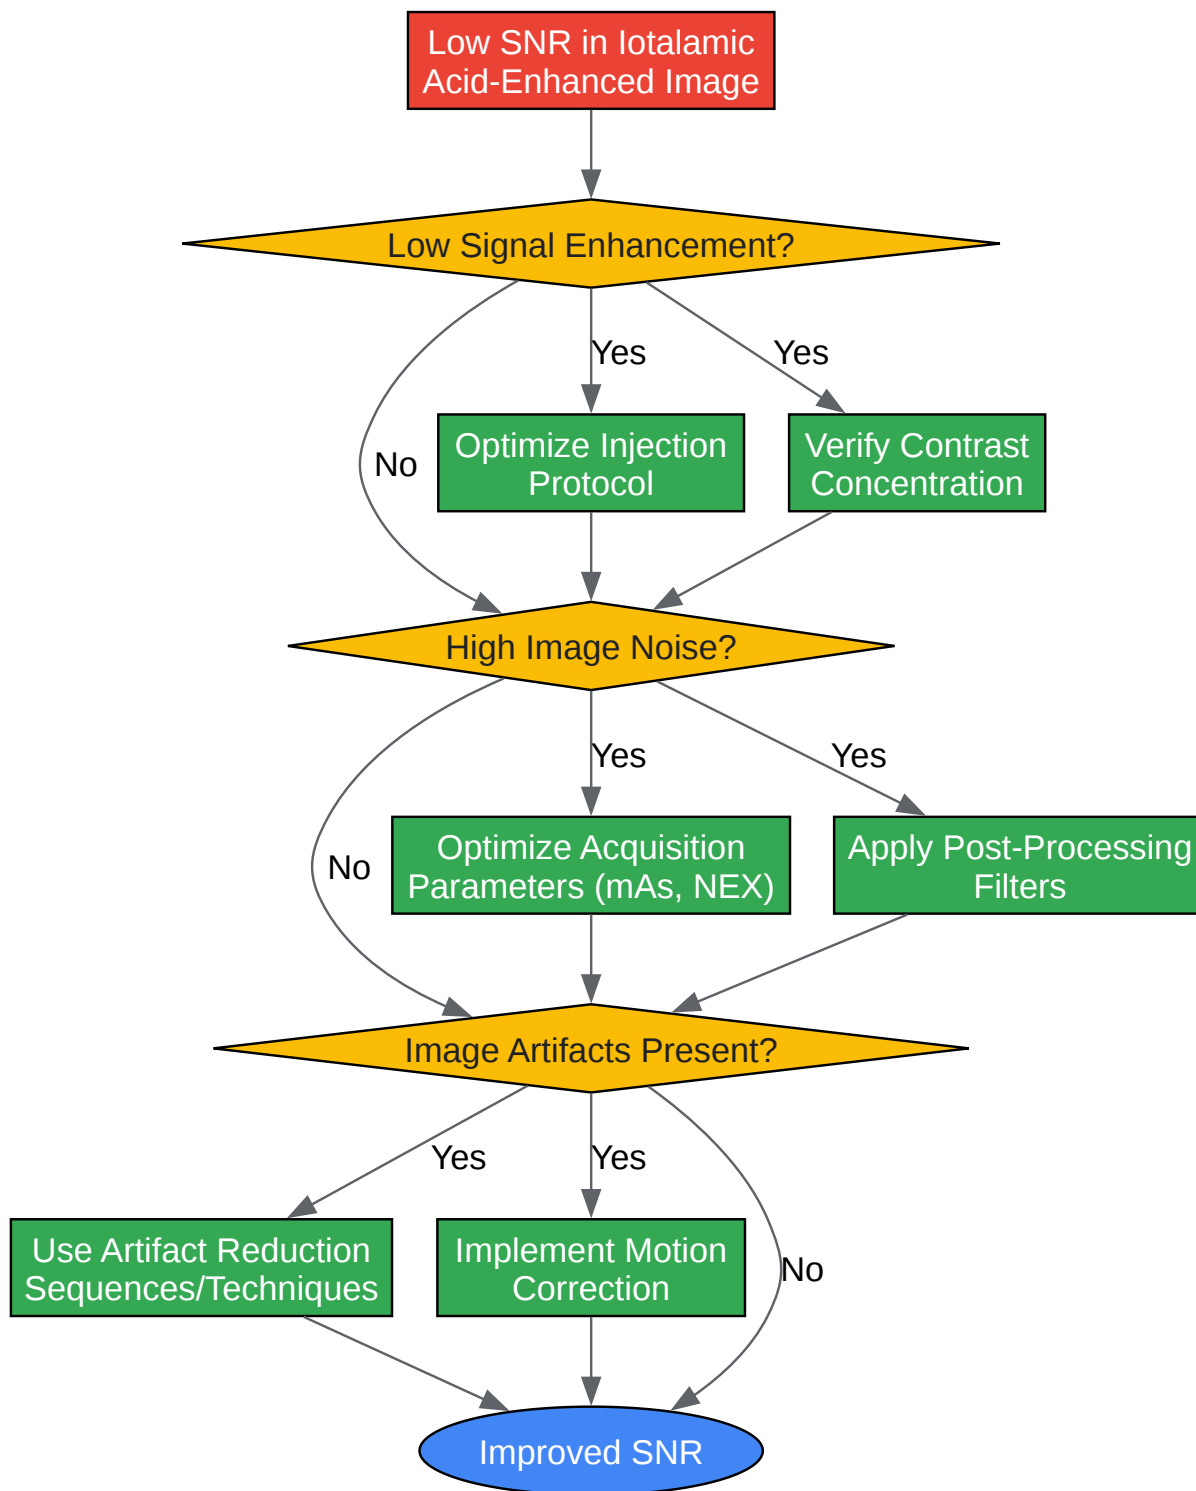 Low SNR in Iotalamic
Acid-Enhanced Image
Low Signal Enhancement?
Yes
Yes
No
Optimize Injection
Protocol
Verify Contrast
Concentration
High Image Noise?
Yes
Yes
No
Optimize Acquisition
Parameters (mAs, NEX)
Apply Post-Processing
Filters
Image Artifacts Present?
Yes
Yes
No
Use Artifact Reduction
Sequences/Techniques
Implement Motion
Correction
Improved SNR